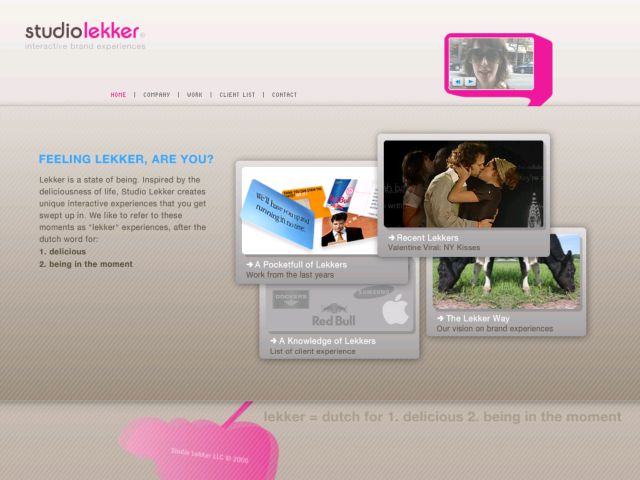 studiolekker®
interactive brand experiences
HOME | COMPANY | WORK | CLIENT LIST | CONTACT
FEELING LEKKER, ARE YOU?
Lekker is a state of being. Inspired by the
deliciousness of life, Studio Lekker creates
unique interactive experiences that you get
swept up in. We like to refer to these
moments as "lekker" experiences, after the
dutch word for:
1. delicious
2. being in the moment
We'll have you up and
running in no time.
Red Bull
A Pocketfull of Lekkers
Work from the last years
Recent Lekkers
Valentine Viral: NY Kisses
DOCKERS
SAMSUNG
Red Bull
A Knowledge of Lekkers
List of client experience
The Lekker Way
Our vision on brand experiences
lekker = dutch for 1. delicious 2. being in the moment
Studio Lekker LLC © 2006